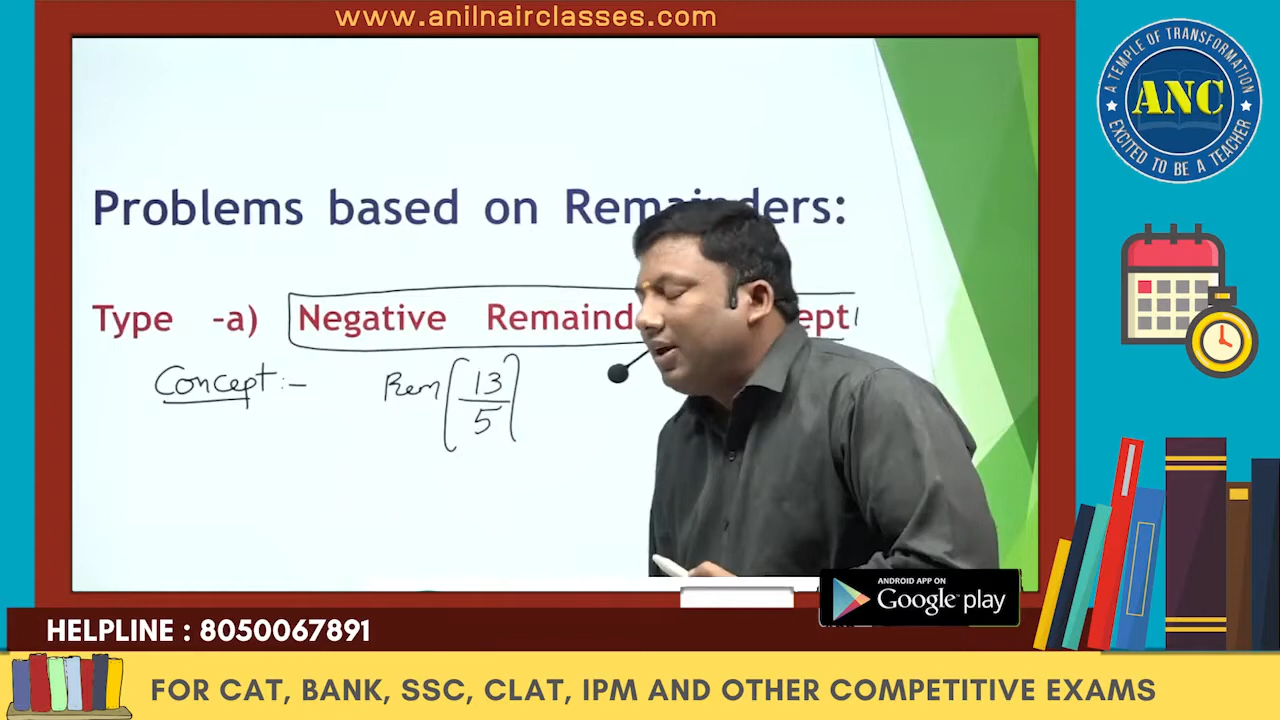 www.anilnairclasses.com
A TEMPLE OF TRANSFORMATION
ANC
EXCITED TO BE A TEACHER
Problems based on Remainders:
Type -a) Negative Remaind ept
Concept :-
Rem [ 13
5 ]
ANDROID APP ON
Google play
HELPLINE : 8050067891
FOR CAT, BANK, SSC, CLAT, IPM AND OTHER COMPETITIVE EXAMS